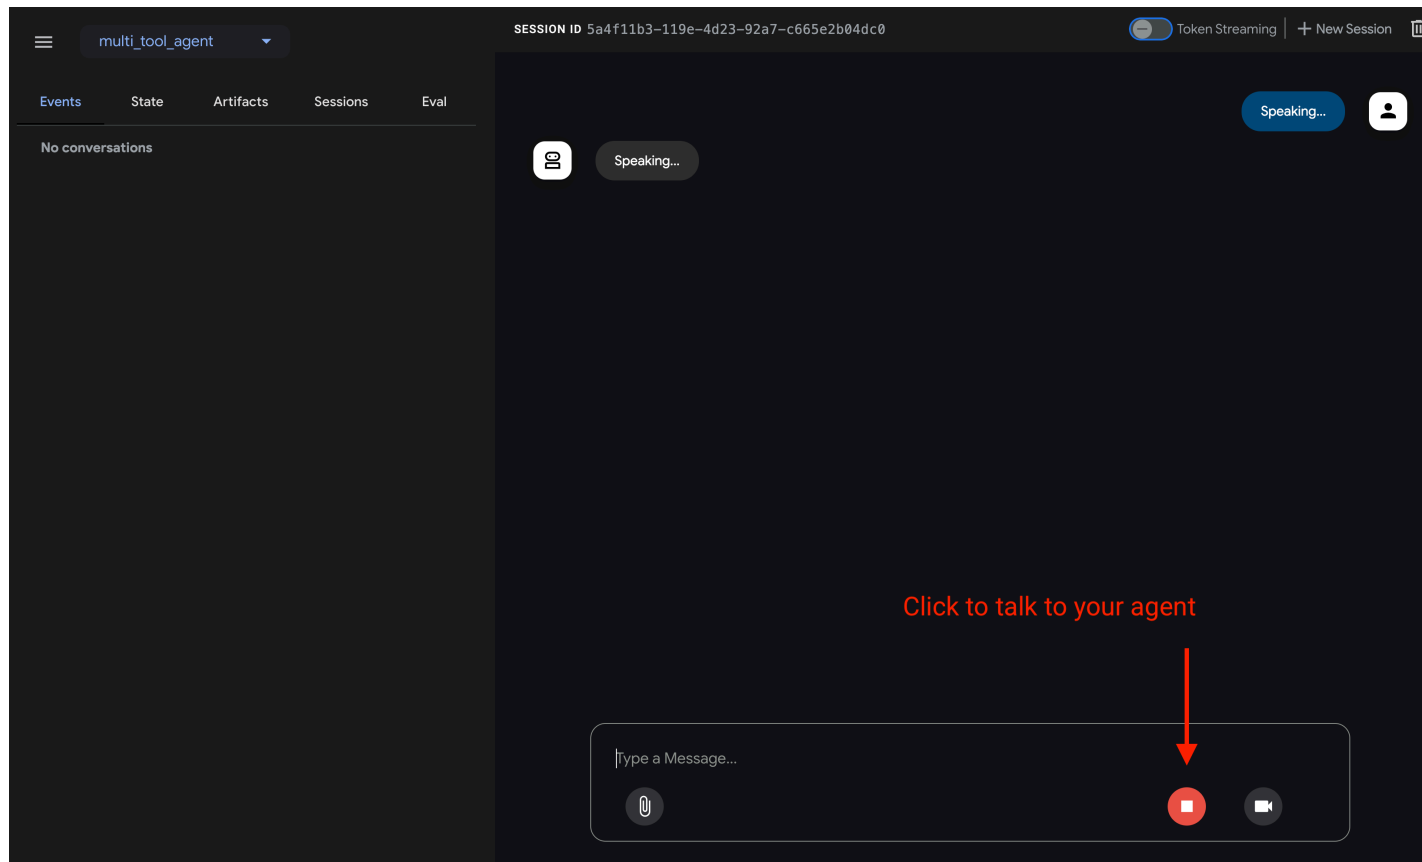 multi_tool_agent
SESSION ID 5a4f11b3-119e-4d23-92a7-c665e2b04dc0
Token Streaming
New Session
Events State Artifacts Sessions Eval
No conversations
Speaking...
Speaking...
Click to talk to your agent
Type a Message...